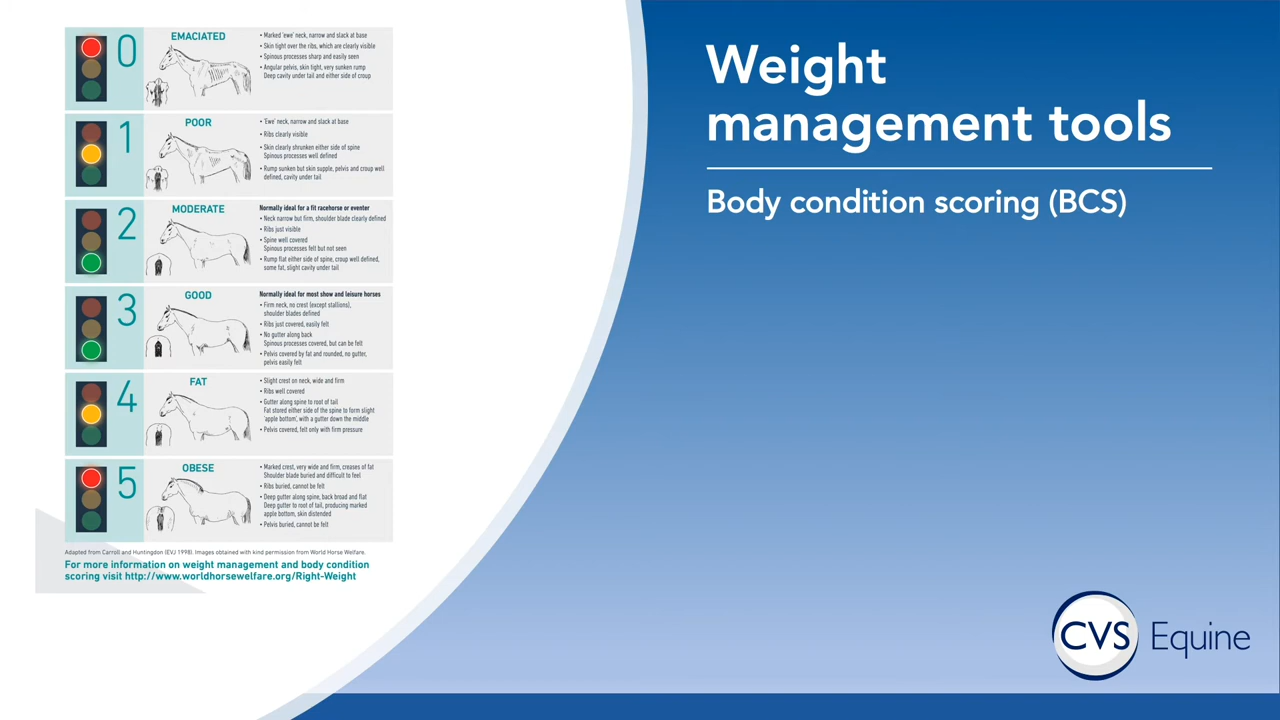 0
EMACIATED
• Marked 'ewe' neck, narrow and slack at base
• Skin tight over the ribs, which are clearly visible
• Spinous processes sharp and easily seen
• Angular pelvis, skin tight, very sunken rump
Deep cavity under tail and either side of croup
1
POOR
• 'Ewe' neck, narrow and slack at base
• Ribs clearly visible
• Skin clearly shrunken either side of spine
Spinous processes well defined
• Rump sunken but skin supple, pelvis and croup well
defined, cavity under tail
2
MODERATE
Normally ideal for a fit racehorse or eventer
• Neck narrow but firm, shoulder blade clearly defined
• Ribs just visible
• Spine well covered
Spinous processes felt but not seen
• Rump flat either side of spine, croup well defined,
some fat, slight cavity under tail
3
GOOD
Normally ideal for most show and leisure horses
• Firm neck, no crest (except stallions),
shoulder blades defined
• Ribs just covered, easily felt
• No gutter along back
Spinous processes covered, but can be felt
• Pelvis covered by fat and rounded, no gutter,
pelvis easily felt
4
FAT
• Slight crest on neck, wide and firm
• Ribs well covered
• Gutter along spine to root of tail
Fat stored either side of the spine to form slight
'apple bottom', with a gutter down the middle
• Pelvis covered, felt only with firm pressure
5
OBESE
• Marked crest, very wide and firm, creases of fat
Shoulder blade buried and difficult to feel
• Ribs buried, cannot be felt
• Deep gutter along spine, back broad and flat
Deep gutter to root of tail, producing marked
apple bottom, skin distended
• Pelvis buried, cannot be felt
Adapted from Carroll and Huntingdon (EVJ 1998). Images obtained with kind permission from World Horse Welfare.
For more information on weight management and body condition
scoring visit http://www.worldhorsewelfare.org/Right-Weight
Weight
management tools
Body condition scoring (BCS)
CVS Equine